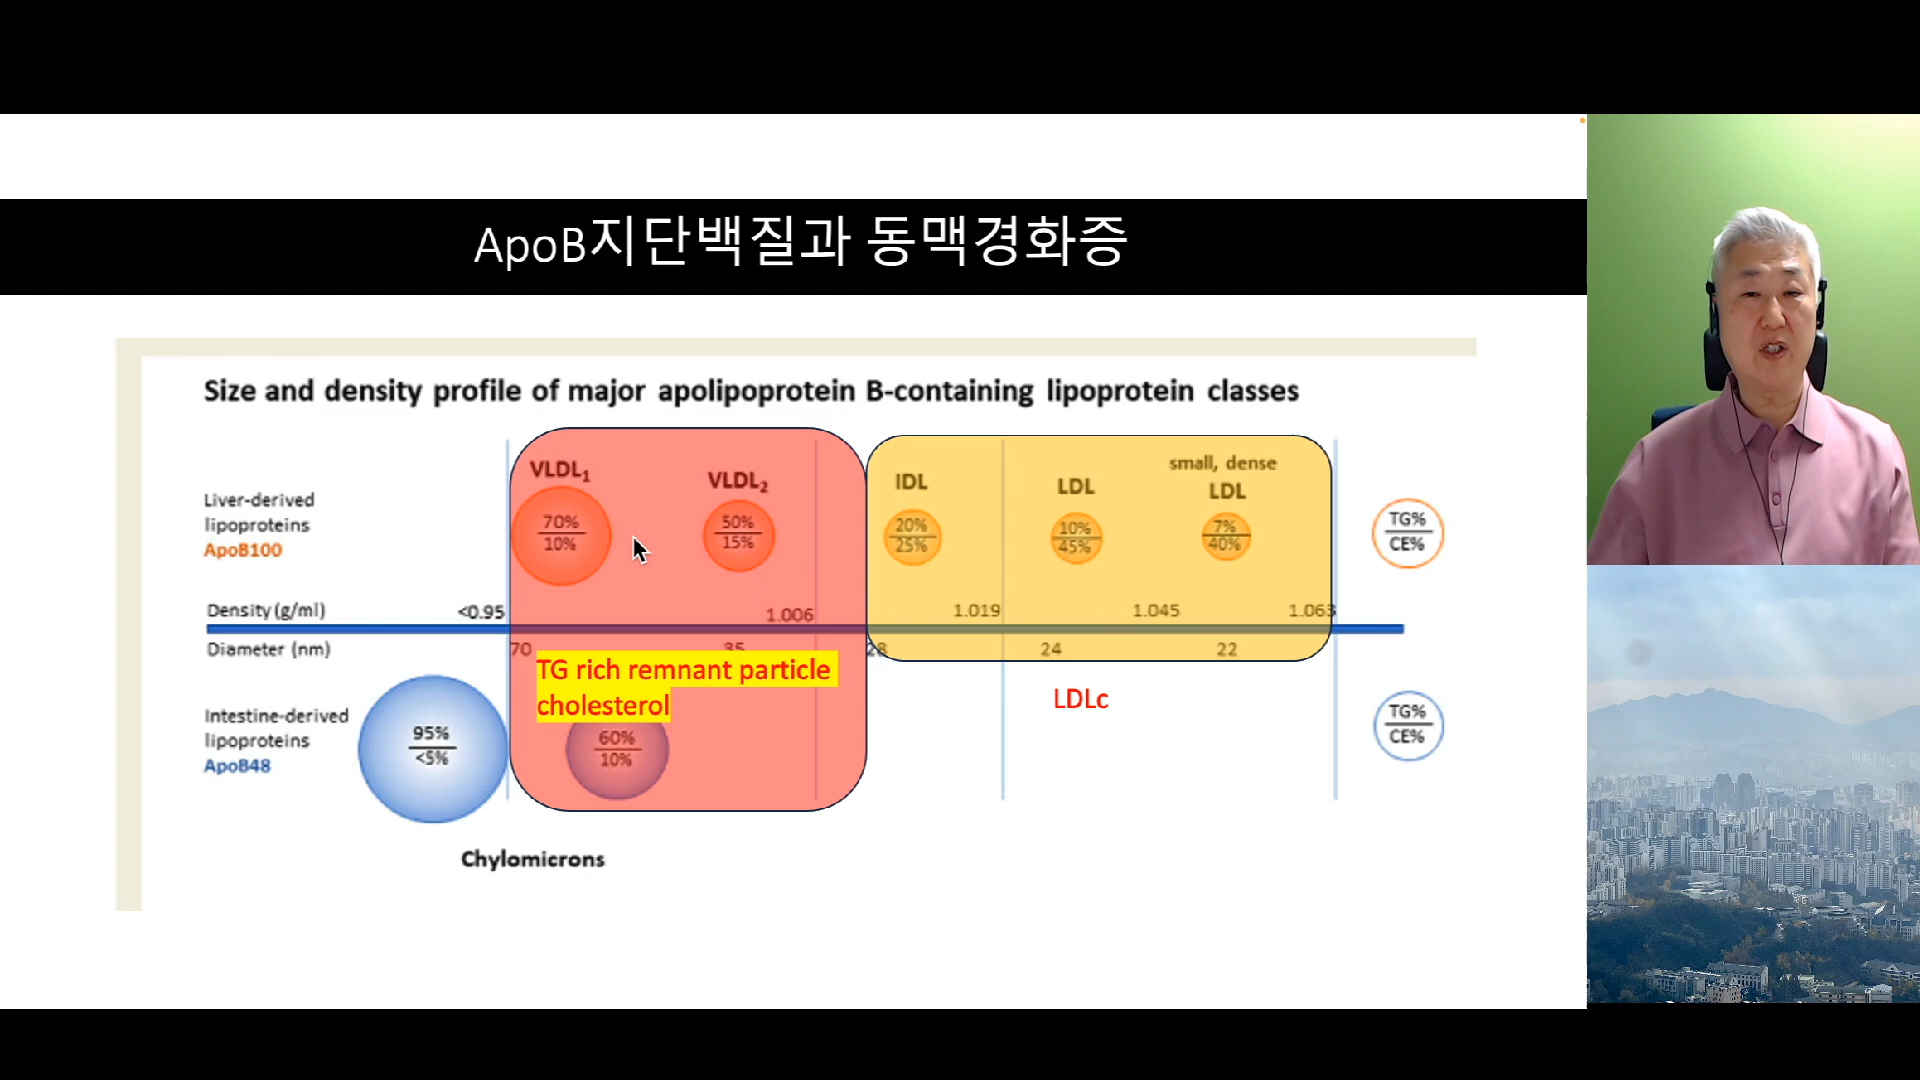 ApoB지단백질과 동맥경화증
Size and density profile of major apolipoprotein B-containing lipoprotein classes
Liver-derived
lipoproteins
ApoB100
VLDL1
70%
10%
VLDL2
50%
15%
IDL
20%
25%
LDL
10%
45%
small, dense
LDL
7%
40%
TG%
CE%
Density (g/ml) <0.95 1.006 1.019 1.045 1.063
Diameter (nm) 70 35 28 24 22
TG rich remnant particle
cholesterol
LDLc
Intestine-derived
lipoproteins
ApoB48
95%
<5%
60%
10%
TG%
CE%
Chylomicrons